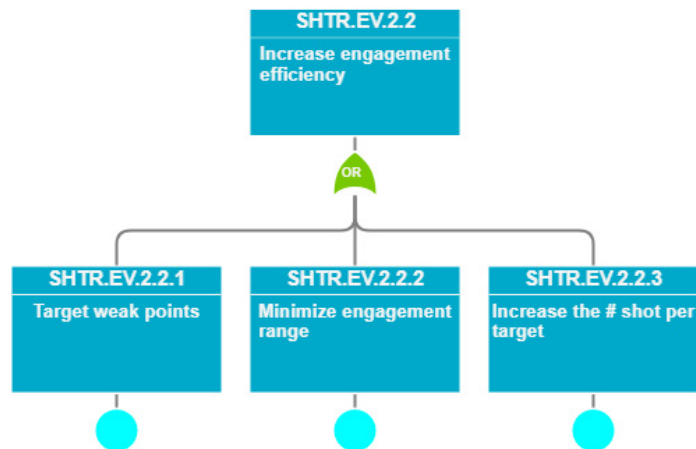 SHTR.EV.2.2
Increase engagement
efficiency
OR
SHTR.EV.2.2.1
Target weak points
SHTR.EV.2.2.2
Minimize engagement
range
SHTR.EV.2.2.3
Increase the # shot per
target